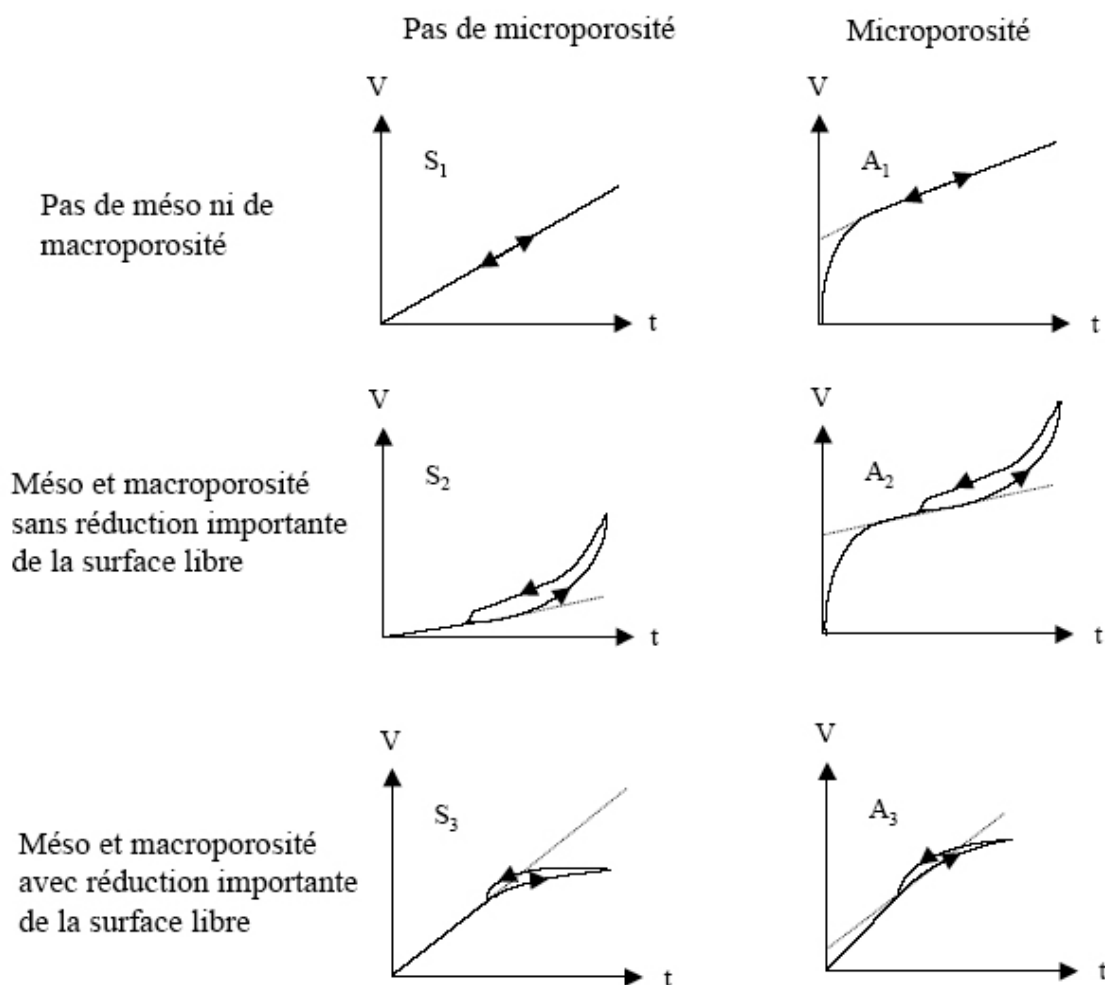 Pas de microporosité
Microporosité
V
S₁
t
V
A₁
t
Pas de méso ni de
macroporosité
V
S₂
t
V
A₂
t
Méso et macroporosité
sans réduction importante
de la surface libre
V
S₃
t
V
A₃
t
Méso et macroporosité
avec réduction importante
de la surface libre